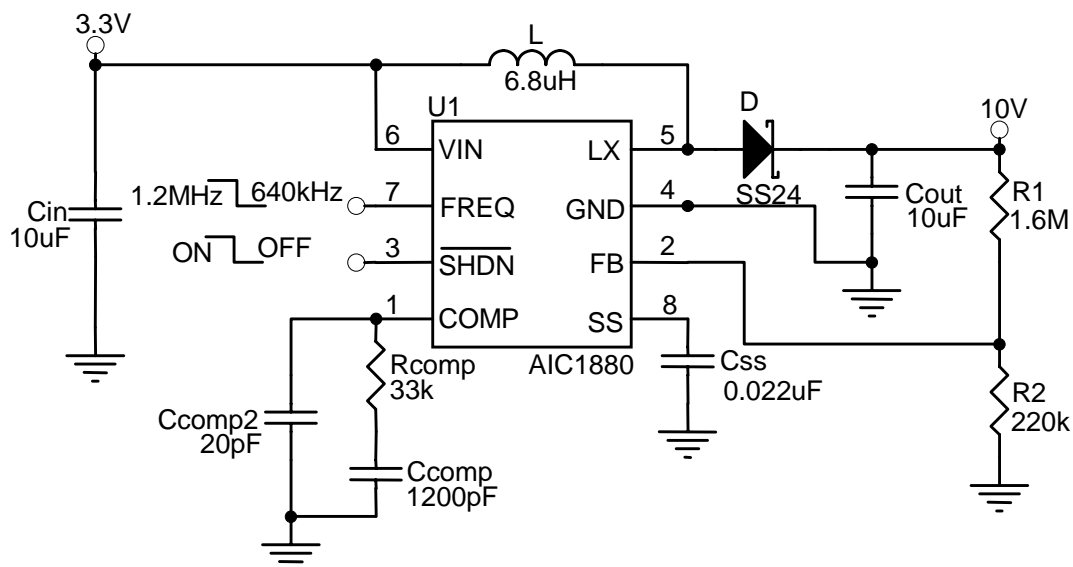 3.3V
L
6.8uH
U1
D
10V
6
VIN
LX
5
1.2MHz
640kHz
7
FREQ
GND
4
SS24
Cout
10uF
R1
1.6M
Cin
10uF
ON
OFF
3
SHDN
FB
2
1
COMP
SS
8
AIC1880
Rcomp
33k
Css
0.022uF
R2
220k
Ccomp2
20pF
Ccomp
1200pF